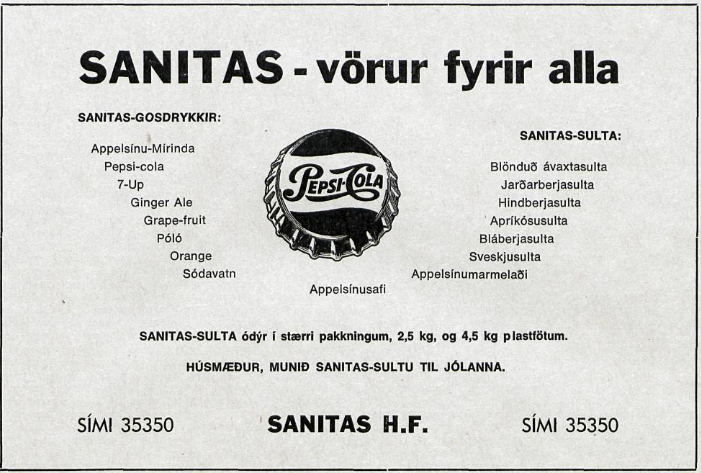 SANITAS - vörur fyrir alla
SANITAS-GOSDRYKKIR:
Appelsínu-Mírinda
Pepsi-cola
7-Up
Ginger Ale
Grape-fruit
Póló
Orange
Sódavatn
PEPSI-COLA
Appelsínusafi
SANITAS-SULTA:
Blönduð ávaxtasulta
Jarðarberjasulta
Hindberjasulta
Apríkósusulta
Bláberjasulta
Sveskjusulta
Appelsínumarmelaði
SANITAS-SULTA ódýr í stærri pakkningum, 2,5 kg, og 4,5 kg plastfötum.
HÚSMÆÐUR, MUNIÐ SANITAS-SULTU TIL JÓLANNA.
SÍMI 35350 SANITAS H.F. SÍMI 35350